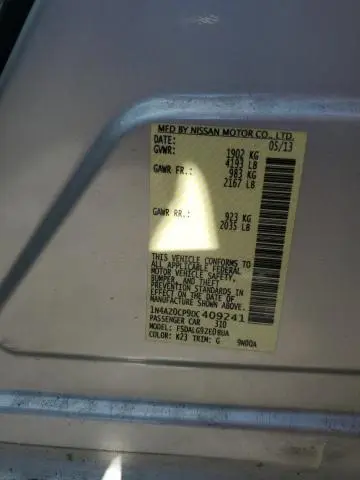 MFD BY NISSAN MOTOR CO., LTD.
DATE: 05/13
GVWR: 1902 KG
4193 LB
GAWR FR.: 983 KG
2167 LB
GAWR RR.: 923 KG
2035 LB
THIS VEHICLE CONFORMS TO
ALL APPLICABLE FEDERAL
MOTOR VEHICLE SAFETY,
BUMPER, AND THEFT
PREVENTION STANDARDS IN
EFFECT ON THE DATE OF
MANUFACTURE SHOWN ABOVE
1N4AZ0CP9DC409241
PASSENGER CAR 310
MODEL: FSDALG9ZE0BUA
COLOR: K23 TRIM: G 9W00A